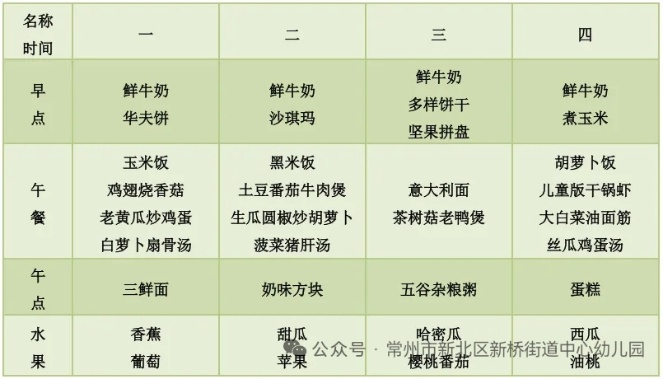 名称
时间
一
二
三
四
早
点
鲜牛奶
华夫饼
鲜牛奶
沙琪玛
鲜牛奶
多样饼干
坚果拼盘
鲜牛奶
煮玉米
午
餐
玉米饭
鸡翅烧香菇
老黄瓜炒鸡蛋
白萝卜扇骨汤
黑米饭
土豆番茄牛肉煲
生瓜圆椒炒胡萝卜
菠菜猪肝汤
意大利面
茶树菇老鸭煲
胡萝卜饭
儿童版干锅虾
大白菜油面筋
丝瓜鸡蛋汤
午
点
三鲜面
奶味方块
五谷杂粮粥
蛋糕
水
果
香蕉
葡萄
甜瓜
苹果
哈密瓜
樱桃番茄
西瓜
油桃
公众号·常州市新北区新桥街道中心幼儿园